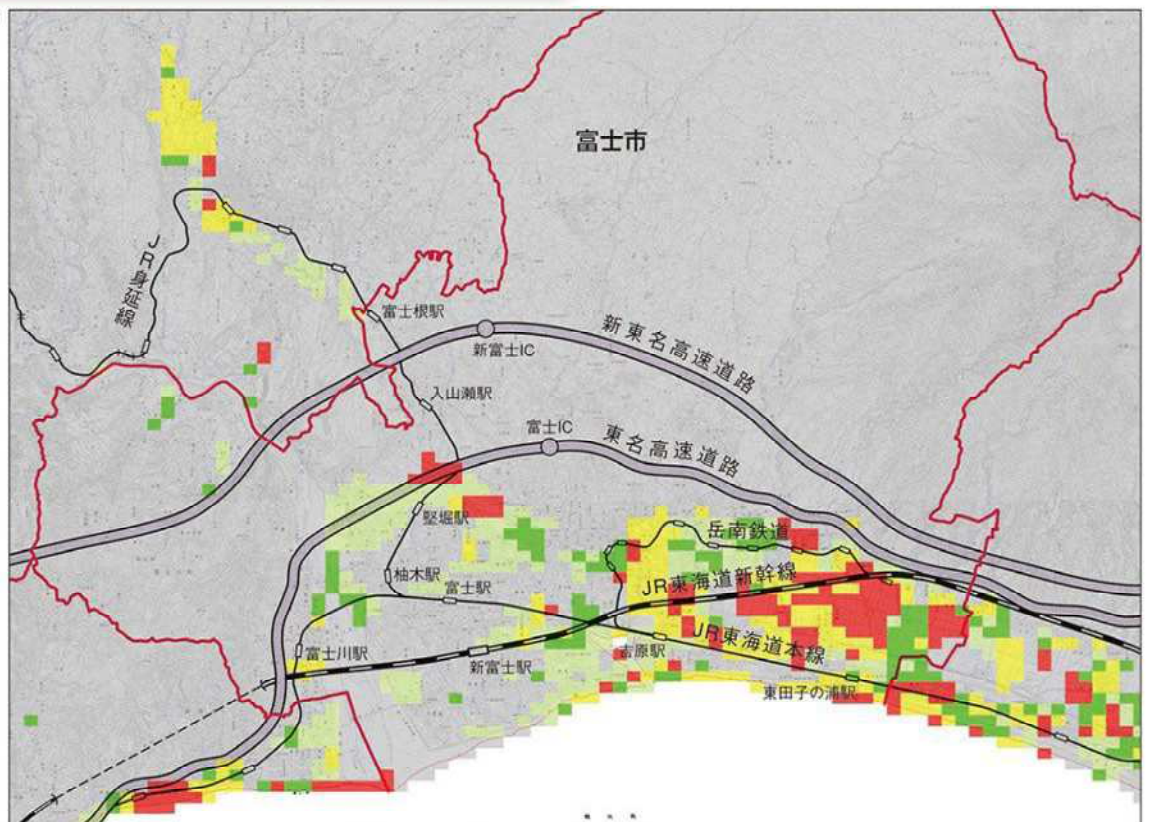 富士市
JR身延線
富士根駅
新富士IC
新東名高速道路
入山瀬駅
富士IC
東名高速道路
竪堀駅
岳南鉄道
柚木駅
富士駅
JR東海道新幹線
富士川駅
新富士駅
吉原駅
JR東海道本線
東田子の浦駅